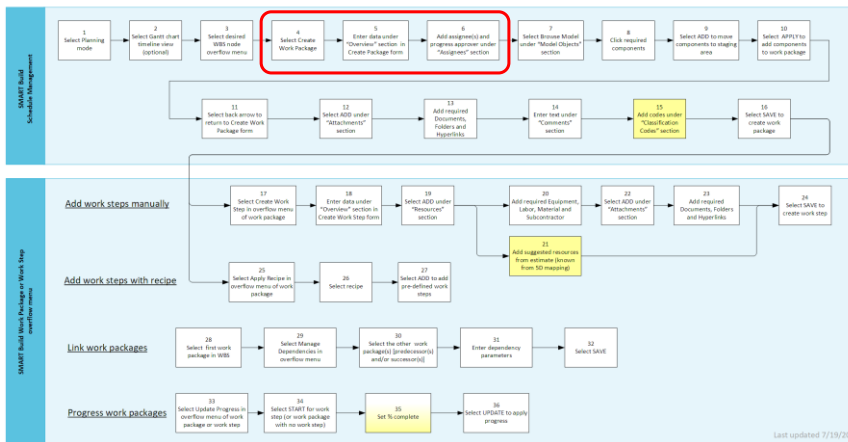 SMART Build
Schedule Management
1
Select Planning
mode
2
Select Gantt chart
timeline view
(optional)
3
Select desired
WBS node
overflow menu
4
Select Create
Work Package
5
Enter data under
"Overview" section in
Create Package form
6
Add assignee(s) and
progress approver under
"Assignees" section
7
Select Browse Model
under "Model Objects"
section
8
Click required
components
9
Select ADD to move
components to staging
area
10
Select APPLY to
add components
to work package
11
Select back arrow to
return to Create Work
Package form
12
Select ADD under
"Attachments"
section
13
Add required
Documents,
Folders and
Hyperlinks
14
Enter text under
"Comments"
section
15
Add codes under
"Classification
Codes" section
16
Select SAVE to
create work
package
SMART Build Work Package or Work Step
overflow menu
Add work steps manually
17
Select Create Work
Step in overflow menu
of work package
18
Enter data under
"Overview" section in
Create Work Step form
19
Select ADD under
"Resources"
section
20
Add required Equipment,
Labor, Material and
Subcontractor
22
Select ADD under
"Attachments"
section
23
Add required
Documents, Folders
and Hyperlinks
24
Select SAVE to
create work step
21
Add suggested resources
from estimate (known
from 5D mapping)
Add work steps with recipe
25
Select Apply Recipe in
overflow menu of work
package
26
Select recipe
27
Select ADD to add
pre-defined work
steps
Link work packages
28
Select First work
package in WBS
29
Select Manage
Dependencies in
overflow menu
30
Select the other work
package(s) [predecessor(s)
and/or successor(s)]
31
Enter dependency
parameters
32
Select SAVE
Progress work packages
33
Select Update Progress in
overflow menu of work
package or work step
34
Select START for work
step (or work package
with no work step)
35
Set % complete
36
Select UPDATE to apply
progress
Last updated 7/19/20